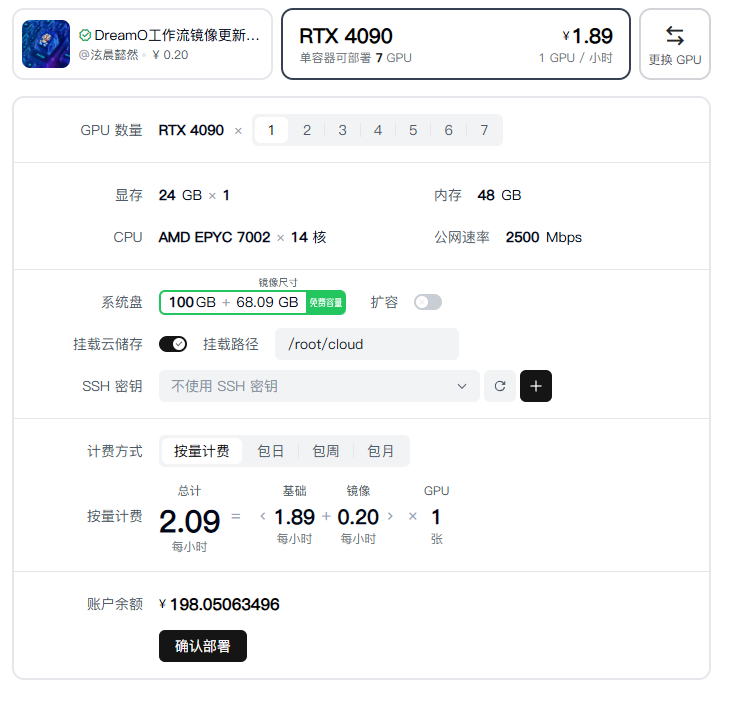 DreamO工作流镜像更新...
@泫晨懿然 · ¥ 0.20
RTX 4090
¥1.89
单容器可部署 7 GPU
1 GPU / 小时
更换 GPU
GPU 数量 RTX 4090 × 1 2 3 4 5 6 7
显存 24 GB × 1
内存 48 GB
CPU AMD EPYC 7002 × 14 核
公网速率 2500 Mbps
镜像尺寸
系统盘 100GB + 68.09 GB 免费容量 扩容
挂载云储存 挂载路径 /root/cloud
SSH 密钥 不使用 SSH 密钥
计费方式 按量计费 包日 包周 包月
总计 基础 镜像 GPU
按量计费 2.09 = ‹ 1.89 + 0.20 › × 1
每小时 每小时 每小时 张
账户余额 ¥ 198.05063496
确认部署